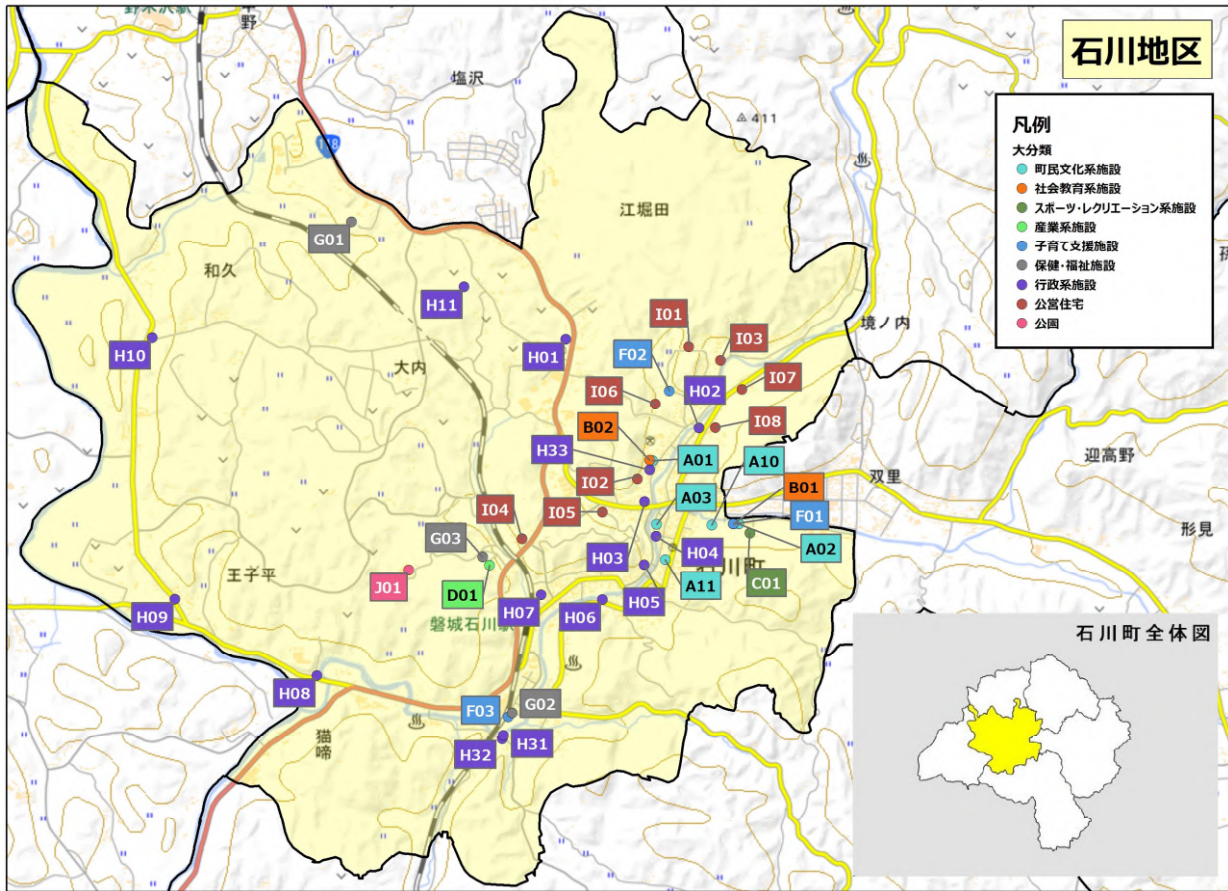 石川地区
凡例
大分類
町民文化系施設
社会教育系施設
スポーツ・レクリエーション系施設
産業系施設
子育て支援施設
保健・福祉施設
行政系施設
公営住宅
公園
塩沢
411
江堀田
G01
和久
H11
境ノ内
I01
I03
H10
H01
F02
大内
I07
I06
H02
B02
I08
迎高野
H33
A01
A10
双里
I02
A03
B01
I04
I05
F01
形見
G03
H03
H04
A02
石川町
C01
王子平
J01
D01
A11
H07
H06
H05
H09
磐城石川駅
石川町全体図
H08
F03
G02
猫啼
H32
H31